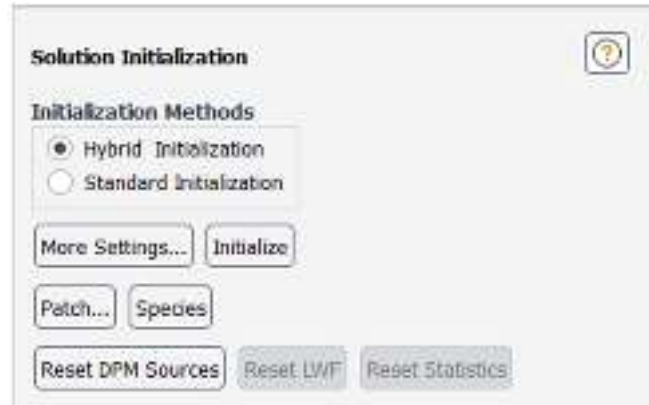 Solution Initialization
Initialization Methods
Hybrid Initialization
Standard Initialization
More Settings... Initialize
Patch... Species
Reset DPM Sources Reset LWF Reset Statistics